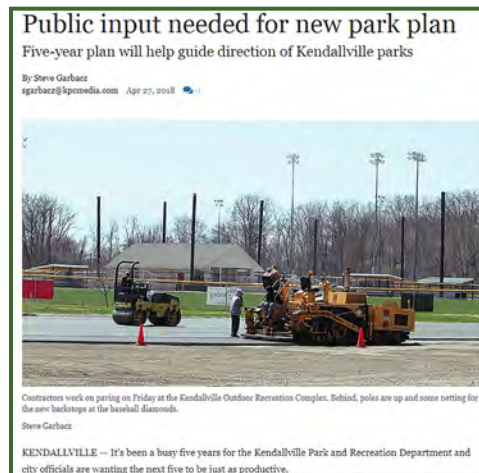 Public input needed for new park plan
Five-year plan will help guide direction of Kendallville parks
By Steve Garbacz
sgarbacz@kpcmedia.com Apr 27, 2018
Contractors work on paving on Friday at the Kendallville Outdoor Recreation Complex. Behind, poles are up and some netting for
the new backstops at the baseball diamonds.
Steve Garbacz
KENDALLVILLE — It's been a busy five years for the Kendallville Park and Recreation Department and
city officials are wanting the next five to be just as productive.